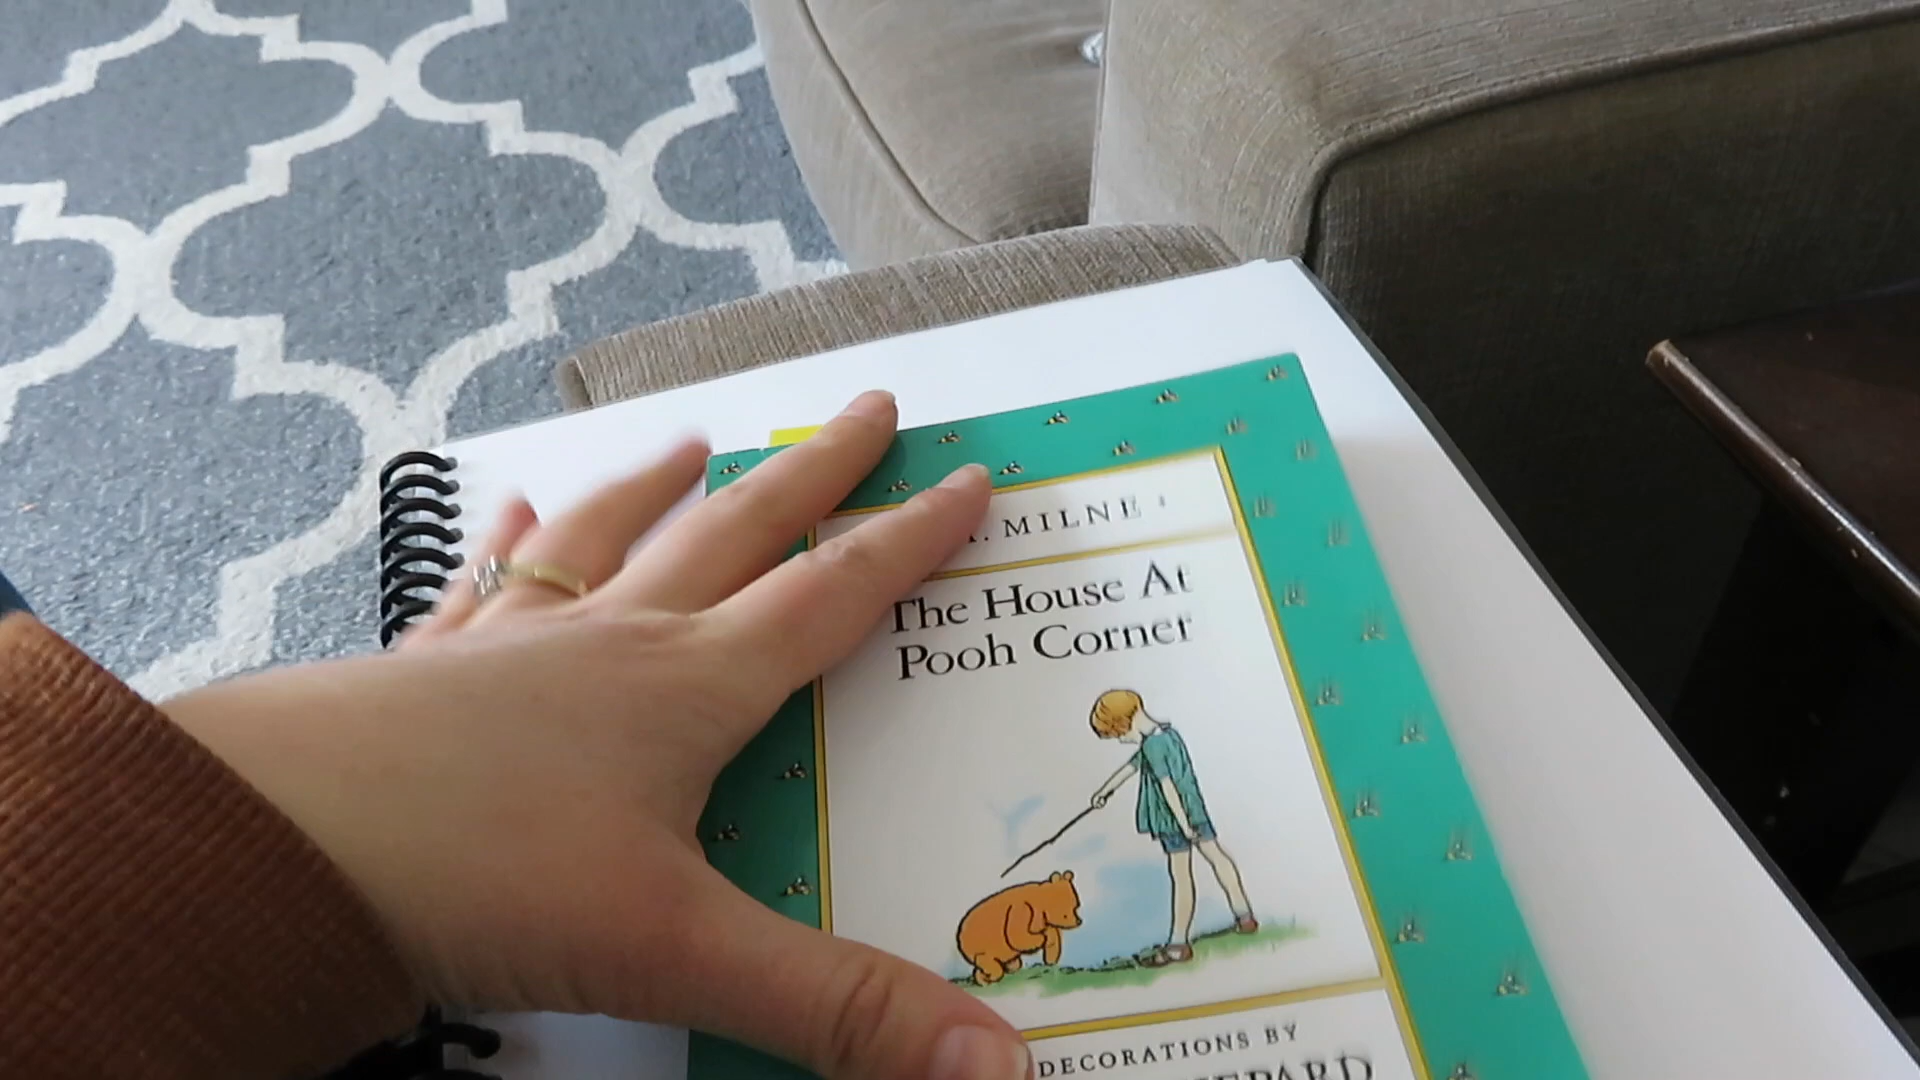 MILNE
The House At
Pooh Corner
DECORATIONS BY